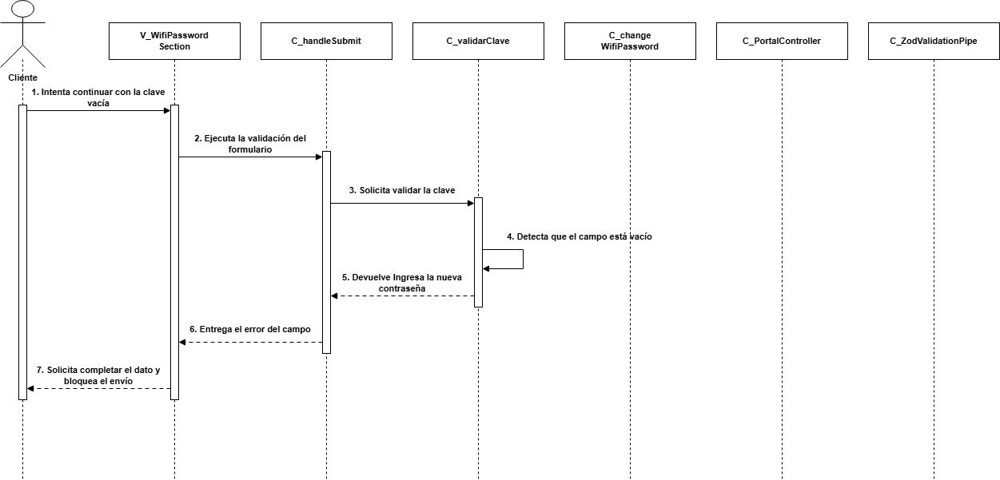 V_WifiPassword
Section
C_handleSubmit
C_validarClave
C_change
WifiPassword
C_PortalController
C_ZodValidationPipe
Cliente
1. Intenta continuar con la clave
vacía
2. Ejecuta la validación del
formulario
3. Solicita validar la clave
4. Detecta que el campo está vacío
5. Devuelve Ingresa la nueva
contraseña
6. Entrega el error del campo
7. Solicita completar el dato y
bloquea el envío